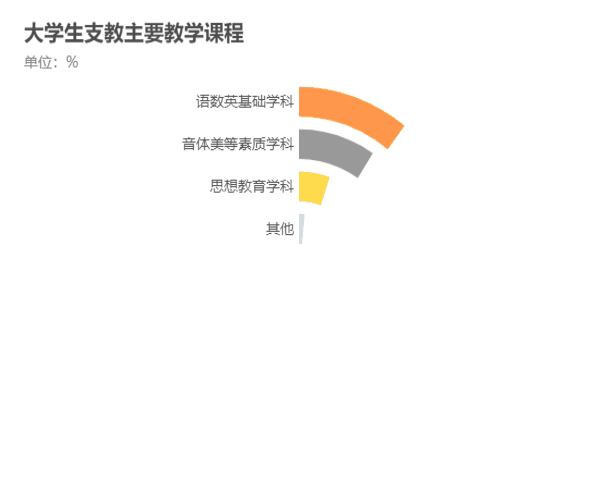 大学生支教主要教学课程
单位：%
语数英基础学科
音体美等素质学科
思想教育学科
其他